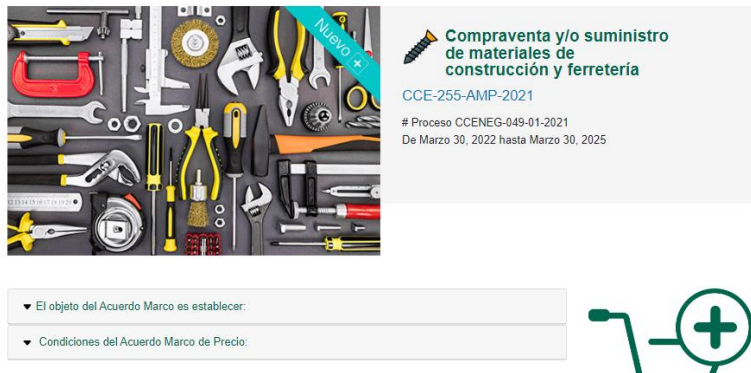 Nuevo
Compraventa y/o suministro
de materiales de
construcción y ferretería
CCE-255-AMP-2021
# Proceso CCENEG-049-01-2021
De Marzo 30, 2022 hasta Marzo 30, 2025
El objeto del Acuerdo Marco es establecer:
Condiciones del Acuerdo Marco de Precio: